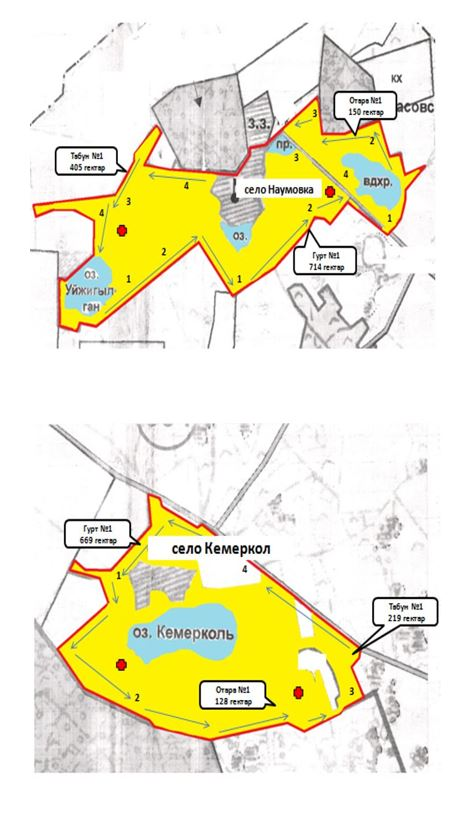 кх
Отара №1
150 гектар
асовс
З.З.
пр.
3
3
2
Табун №1
405 гектар
4
4
село Наумовка
вдхр.
4
3
2
1
оз.
4
оз.
Уйжигыл-
ган
2
1
1
Гурт №1
714 гектар
Гурт №1
669 гектар
село Кемеркол
4
1
оз. Кемерколь
Табун №1
219 гектар
Отара №1
128 гектар
2
3